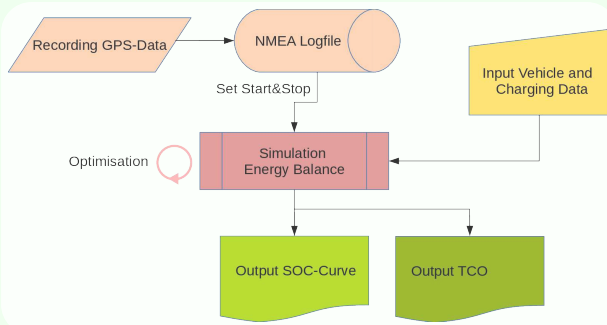 Recording GPS-Data
NMEA Logfile
Input Vehicle and
Charging Data
Set Start&Stop
Optimisation
Simulation
Energy Balance
Output SOC-Curve
Output TCO